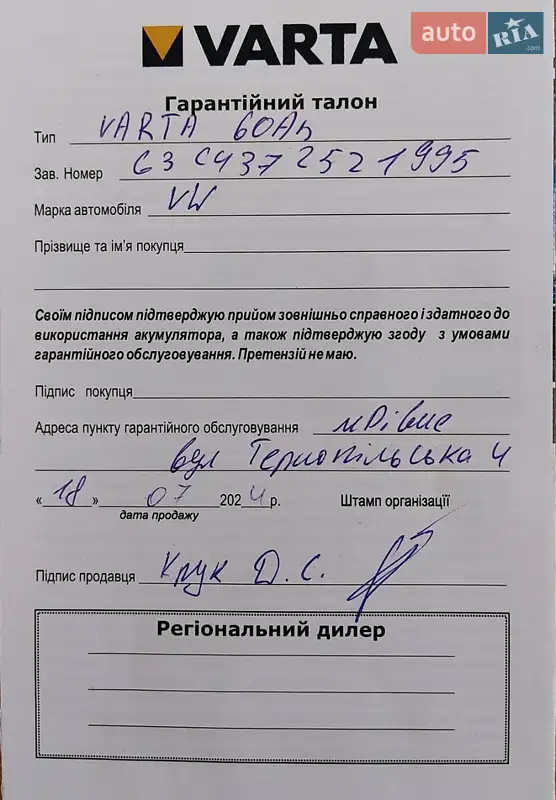 VARTA
auto RIA.com
Гарантійний талон
Тип VARTA 60Ah
Зав. Номер G3C4372521995
Марка автомобіля VW
Прізвище та ім’я покупця
Своїм підписом підтверджую прийом зовнішньо справного і здатного до
використання акумулятора, а також підтверджую згоду з умовами
гарантійного обслуговування. Претензій не маю.
Підпис покупця
Адреса пункту гарантійного обслуговування м Рівне
вул Тернопільська 4
« 18 » 07 2024 р. Штамп організації
дата продажу
Підпис продавця Крук Д. С.
Регіональний дилер